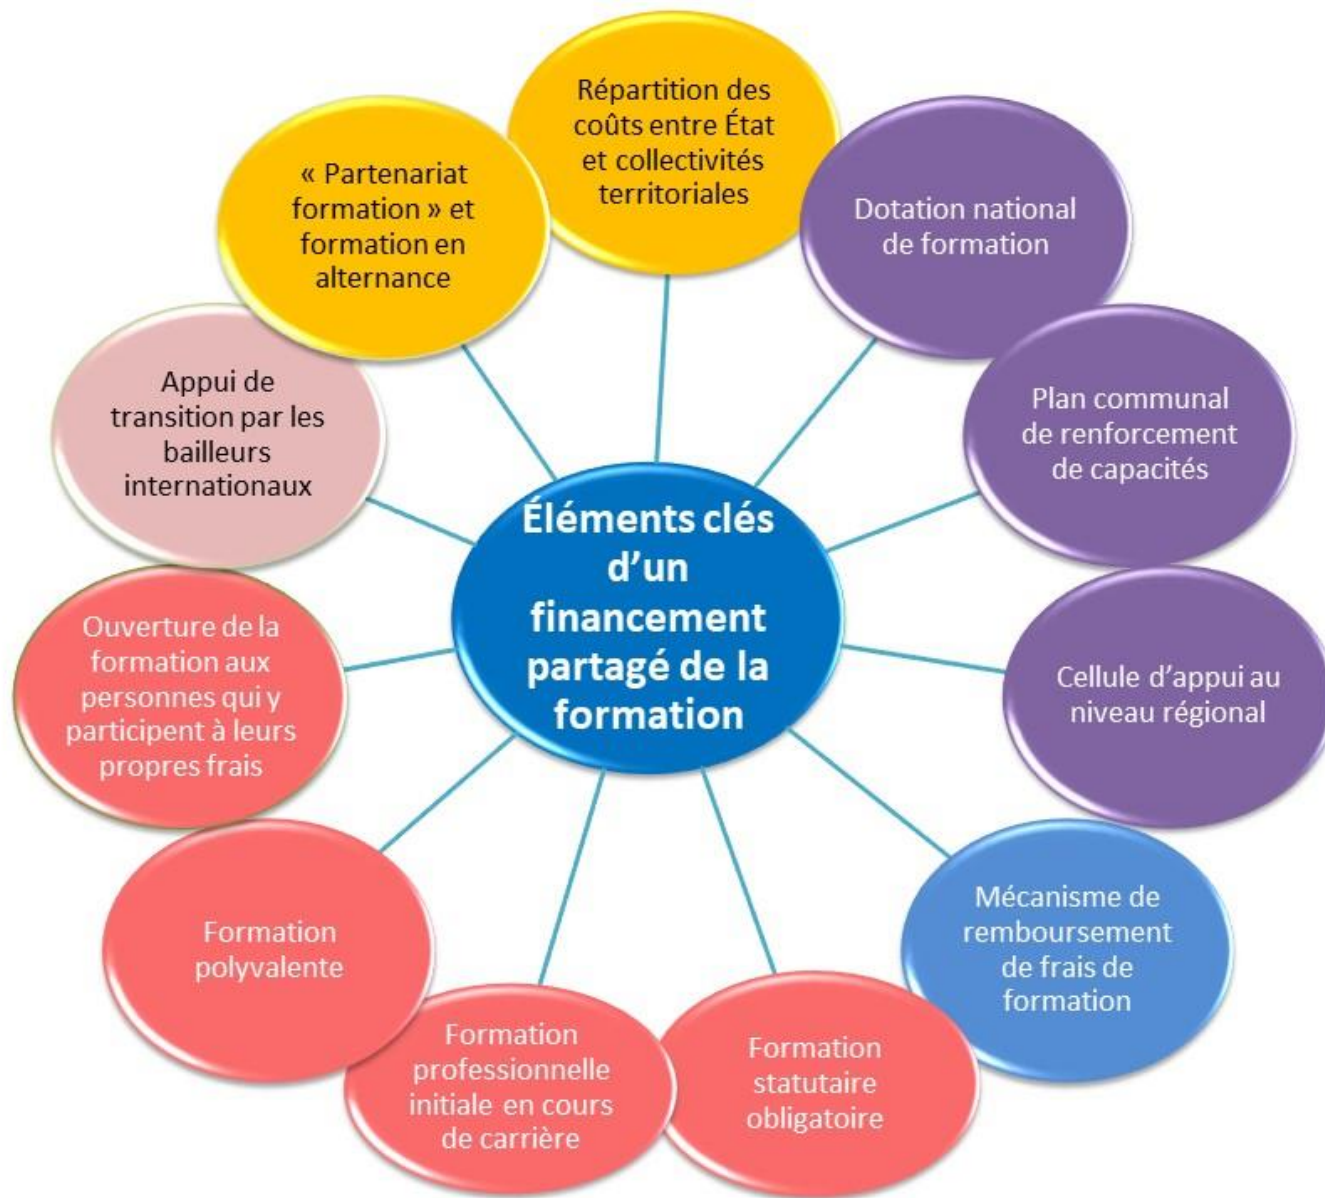 Répartition des
coûts entre État
et collectivités
territoriales
« Partenariat
formation » et
formation en
alternance
Dotation national
de formation
Appui de
transition par les
bailleurs
internationaux
Plan communal
de renforcement
de capacités
Éléments clés
d’un
financement
partagé de la
formation
Ouverture de la
formation aux
personnes qui y
participent à leurs
propres frais
Cellule d’appui au
niveau régional
Formation
polyvalente
Mécanisme de
remboursement
de frais de
formation
Formation
professionnelle
initiale en cours
de carrière
Formation
statutaire
obligatoire